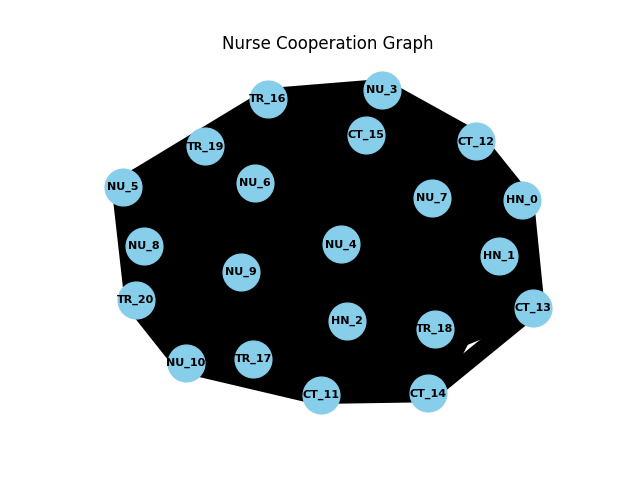 Nurse Cooperation Graph
NU_3
TR_16
CT_15
CT_12
TR_19
NU_6
NU_5
NU_7
HN_0
NU_4
NU_8
HN_1
NU_9
TR_20
CT_13
HN_2
TR_18
TR_17
NU_10
CT_14
CT_11